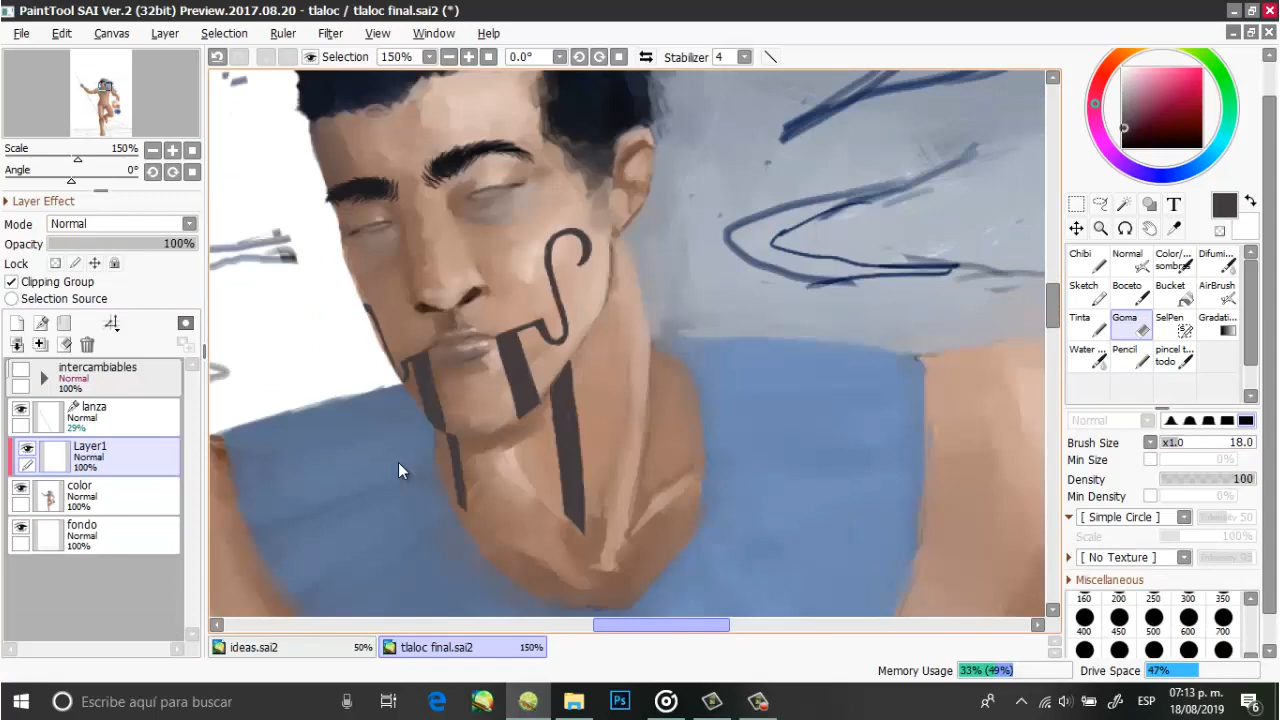 PaintTool SAI Ver.2 (32bit) Preview.2017.08.20 - tlaloc / tlaloc final.sai2 (*)
File Edit Canvas Layer Selection Ruler Filter View Window Help
Selection 150% 0.0° Stabilizer 4
Scale 150%
Angle 0°
Layer Effect
Mode Normal
Opacity 100%
Lock
Clipping Group
Selection Source
intercambiables
Normal
100%
lanza
Normal
29%
Layer1
Normal
100%
color
Normal
100%
fondo
Normal
100%
T
Chibi Normal Color/... sombra Difumi...
Sketch Boceto Bucket AirBrush
Tinta Goma SelPen Gradati...
Water ... Pencil pincel t... todo
Normal
Brush Size x1.0 18.0
Min Size 0%
Density 100
Min Density 0%
[ Simple Circle ] Intensity 50
Scale 100%
[ No Texture ]
Miscellaneous
160 200 250 300 350
400 450 500 600 700
ideas.sai2 50% tlaloc final.sai2 150%
Memory Usage 33% (49%) Drive Space 47%
Escribe aquí para buscar
Ps
ESP
07:13 p. m.
18/08/2019
6